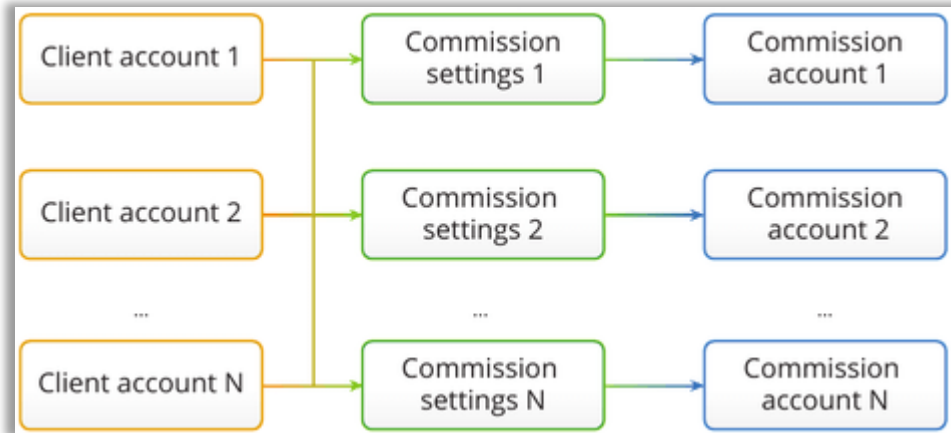 Client account 1
Commission
settings 1
Commission
account 1
Client account 2
Commission
settings 2
Commission
account 2
...
...
...
Client account N
Commission
settings N
Commission
account N